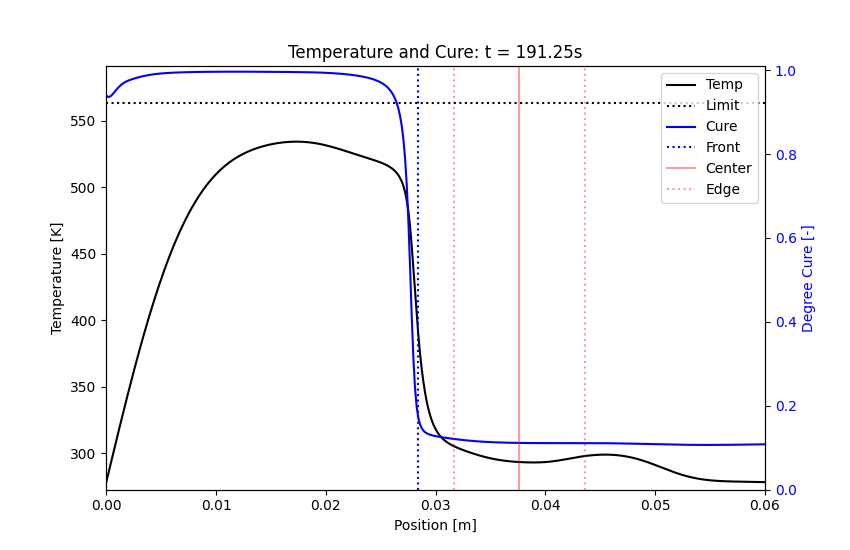 Temperature and Cure: t = 191.25s
Temp
Limit
Cure
Front
Center
Edge
550
500
450
400
350
300
Temperature [K]
1.0
0.8
0.6
0.4
0.2
0.0
Degree Cure [-]
0.00 0.01 0.02 0.03 0.04 0.05 0.06
Position [m]